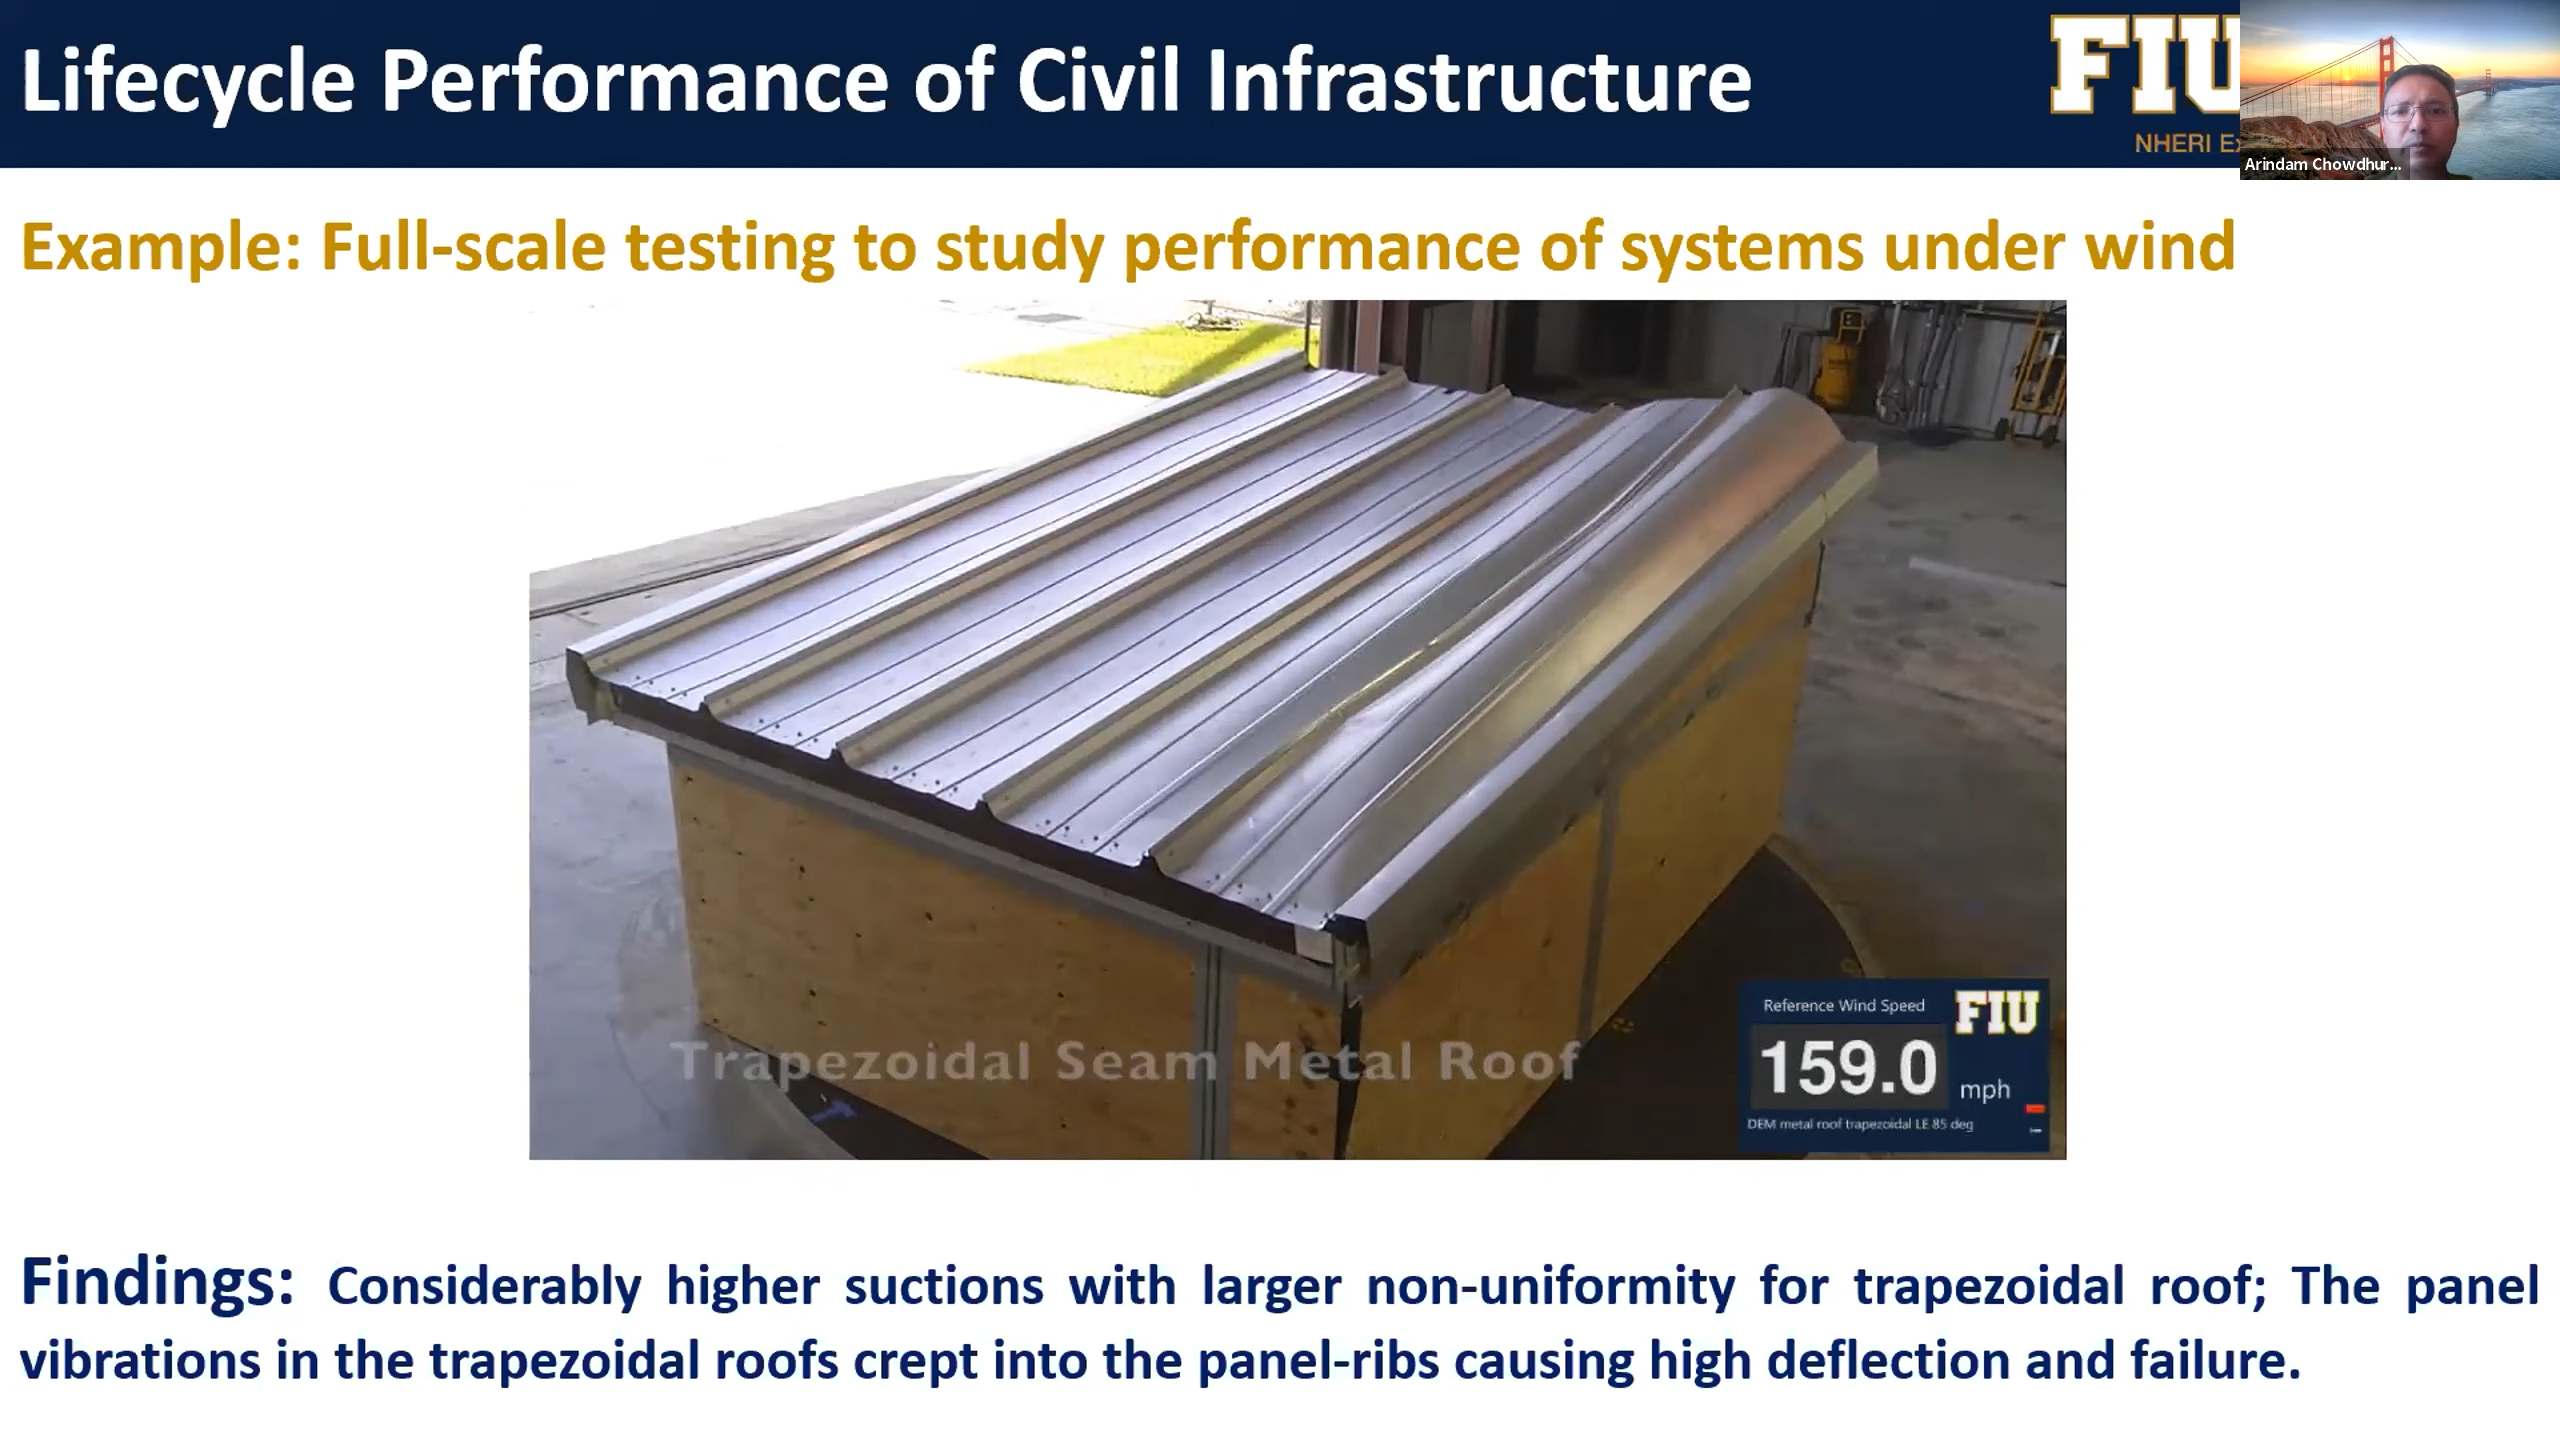 Lifecycle Performance of Civil Infrastructure
FIU
NHERI
Arindam Chowdhur...
Example: Full-scale testing to study performance of systems under wind
Trapezoidal Seam Metal Roof
Reference Wind Speed
FIU
159.0 mph
DEM metal roof trapezoidal LE 85 deg
Findings: Considerably higher suctions with larger non-uniformity for trapezoidal roof; The panel
vibrations in the trapezoidal roofs crept into the panel-ribs causing high deflection and failure.